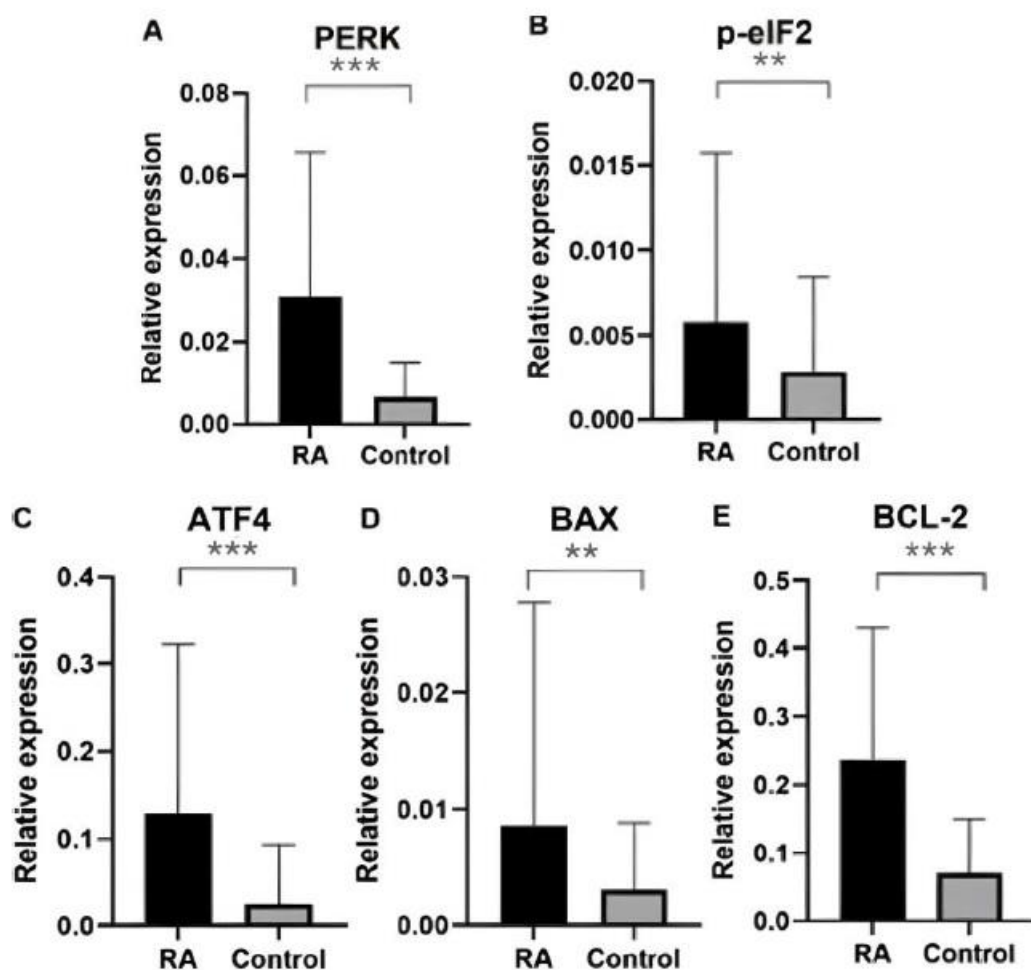 A
PERK
***
Relative expression
0.08
0.06
0.04
0.02
0.00
RA
Control
B
p-eIF2
**
Relative expression
0.020
0.015
0.010
0.005
0.000
RA
Control
C
ATF4
***
Relative expression
0.4
0.3
0.2
0.1
0.0
RA
Control
D
BAX
**
Relative expression
0.03
0.02
0.01
0.00
RA
Control
E
BCL-2
***
Relative expression
0.5
0.4
0.3
0.2
0.1
0.0
RA
Control